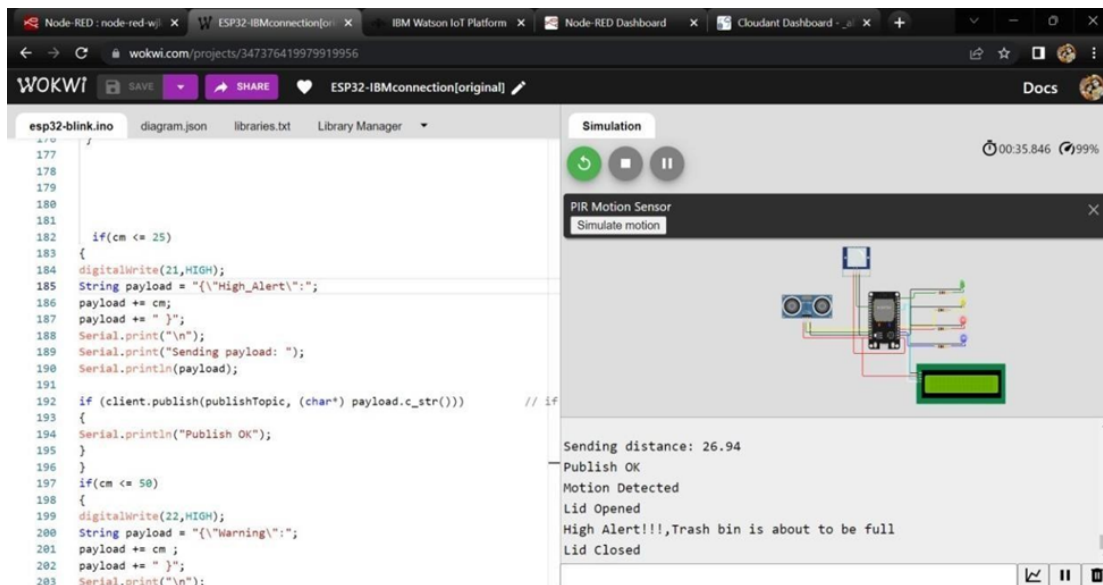 Node-RED : node-red-wjl
ESP32-IBMconnection[ori
IBM Watson IoT Platform
Node-RED Dashboard
Cloudant Dashboard - _al
wokwi.com/projects/347376419979919956
WOKWI
SAVE
SHARE
ESP32-IBMconnection[original]
Docs
esp32-blink.ino
diagram.json
libraries.txt
Library Manager
176 }
177
178
179
180
181
182 if(cm <= 25)
183 {
184 digitalWrite(21,HIGH);
185 String payload = "{\"High_Alert\":";
186 payload += cm;
187 payload += " }";
188 Serial.print("\n");
189 Serial.print("Sending payload: ");
190 Serial.println(payload);
191
192 if (client.publish(publishTopic, (char*) payload.c_str())) // if
193 {
194 Serial.println("Publish OK");
195 }
196 }
197 if(cm <= 50)
198 {
199 digitalWrite(22,HIGH);
200 String payload = "{\"Warning\":";
201 payload += cm ;
202 payload += " }";
203 Serial.print("\n");
Simulation
00:35.846 99%
PIR Motion Sensor
Simulate motion
Sending distance: 26.94
Publish OK
Motion Detected
Lid Opened
High Alert!!!,Trash bin is about to be full
Lid Closed